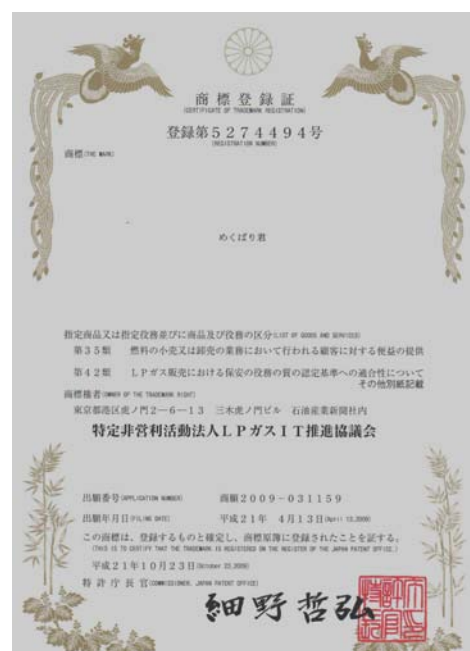 商標登録証
(CERTIFICATE OF TRADEMARK REGISTRATION)
登録第5274494号
(REGISTRATION NUMBER)
商標(THE MARK)
めくばり君
指定商品又は指定役務並びに商品及び役務の区分(LIST OF GOODS AND SERVICES)
第35類 燃料の小売又は卸売の業務において行われる顧客に対する便益の提供
第42類 LPガス販売における保安の役務の質の認定基準への適合性について
その他別紙記載
商標権者(OWNER OF THE TRADEMARK RIGHT)
東京都港区虎ノ門2-6-13 三木虎ノ門ビル 石油産業新聞社内
特定非営利活動法人LPガスIT推進協議会
出願番号(APPLICATION NUMBER) 商願2009-031159
出願年月日(FILING DATE) 平成21年 4月13日(April 13,2009)
この商標は、登録するものと確定し、商標原簿に登録されたことを証する。
(THIS IS TO CERTIFY THAT THE TRADEMARK IS REGISTERED ON THE REGISTER OF THE JAPAN PATENT OFFICE.)
平成21年10月23日(October 23,2009)
特許庁長官(COMMISSIONER, JAPAN PATENT OFFICE)
細野哲弘